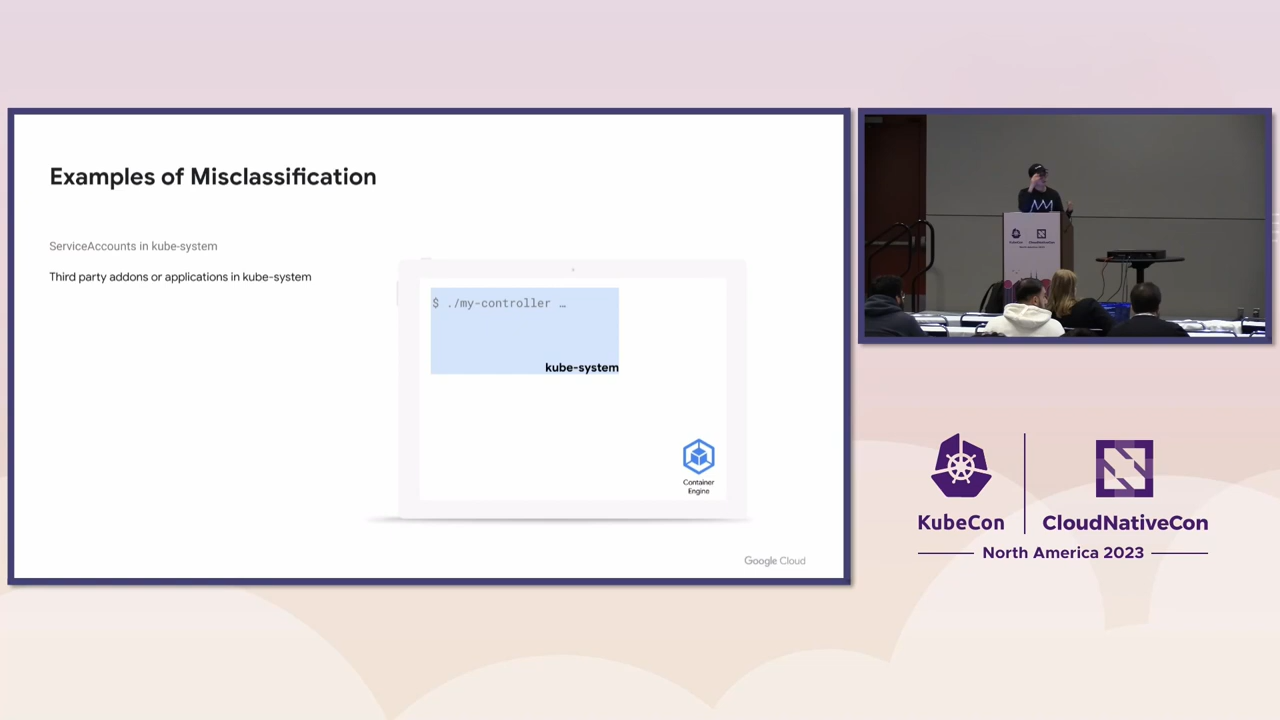 Examples of Misclassification
ServiceAccounts in kube-system
Third party addons or applications in kube-system
$ ./my-controller …
kube-system
Container
Engine
Google Cloud
KubeCon
CloudNativeCon
North America 2023